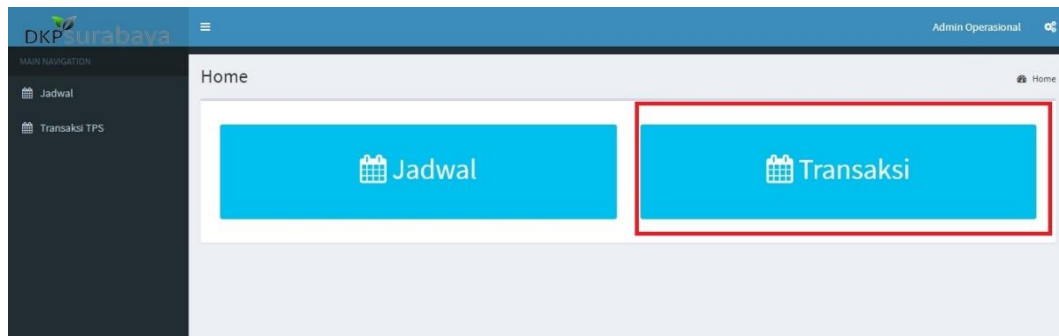 DKPSurabaya
Admin Operasional
MAIN NAVIGATION
Home
Home
Jadwal
Transaksi TPS
Jadwal
Transaksi